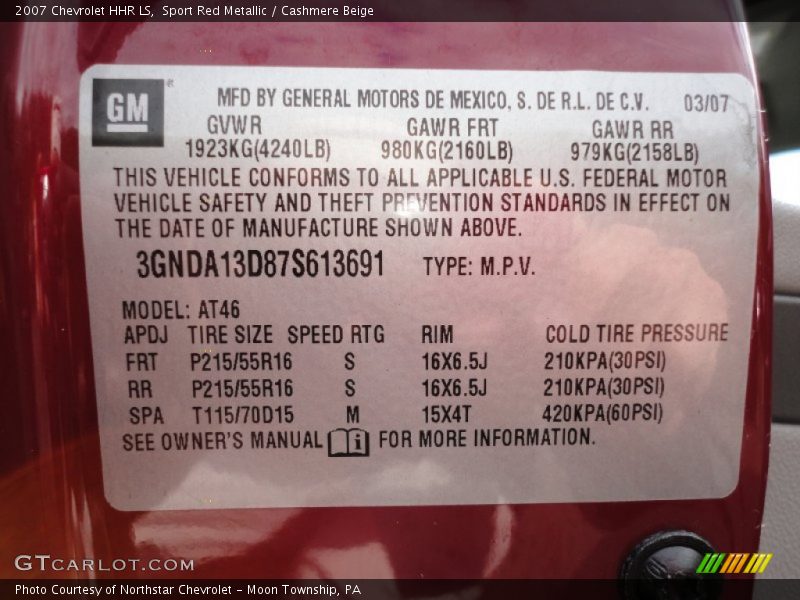 2007 Chevrolet HHR LS, Sport Red Metallic / Cashmere Beige
GM ® MFD BY GENERAL MOTORS DE MEXICO, S. DE R.L. DE C.V. 03/07
GVWR GAWR FRT GAWR RR
1923KG(4240LB) 980KG(2160LB) 979KG(2158LB)
THIS VEHICLE CONFORMS TO ALL APPLICABLE U.S. FEDERAL MOTOR
VEHICLE SAFETY AND THEFT PREVENTION STANDARDS IN EFFECT ON
THE DATE OF MANUFACTURE SHOWN ABOVE.
3GNDA13D87S613691 TYPE: M.P.V.
MODEL: AT46
APDJ TIRE SIZE SPEED RTG RIM COLD TIRE PRESSURE
FRT P215/55R16 S 16X6.5J 210KPA(30PSI)
RR P215/55R16 S 16X6.5J 210KPA(30PSI)
SPA T115/70D15 M 15X4T 420KPA(60PSI)
SEE OWNER'S MANUAL i FOR MORE INFORMATION.
GTCARLOT.COM
Photo Courtesy of Northstar Chevrolet - Moon Township, PA